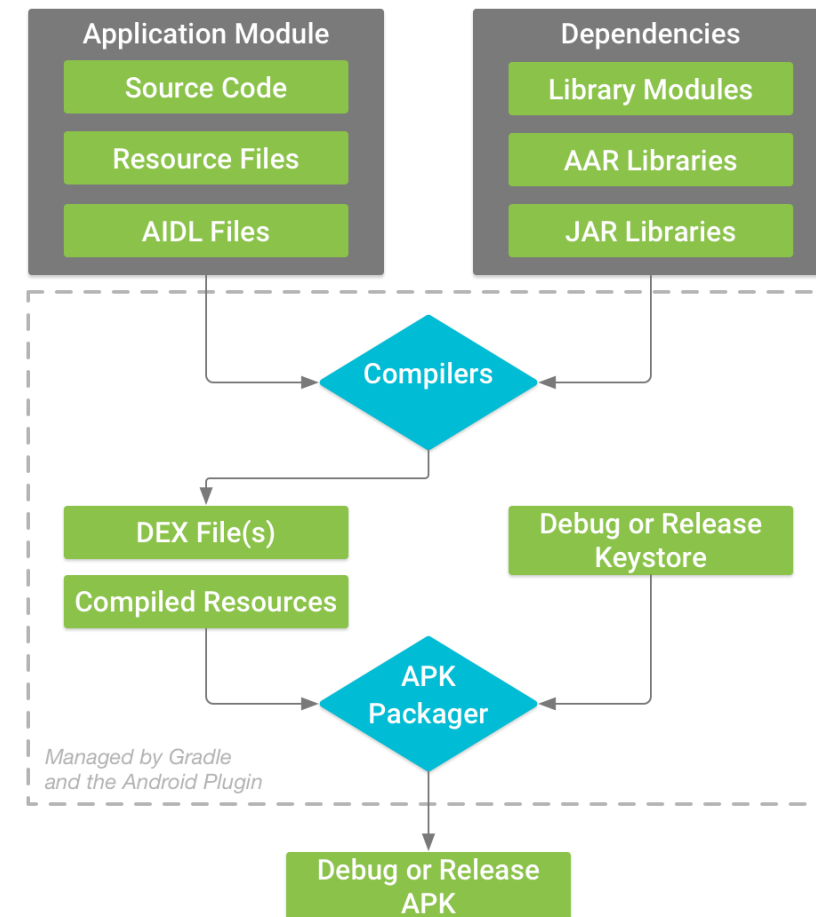 Application Module
Source Code
Resource Files
AIDL Files
Dependencies
Library Modules
AAR Libraries
JAR Libraries
Compilers
DEX File(s)
Compiled Resources
Debug or Release
Keystore
APK
Packager
Managed by Gradle
and the Android Plugin
Debug or Release
APK